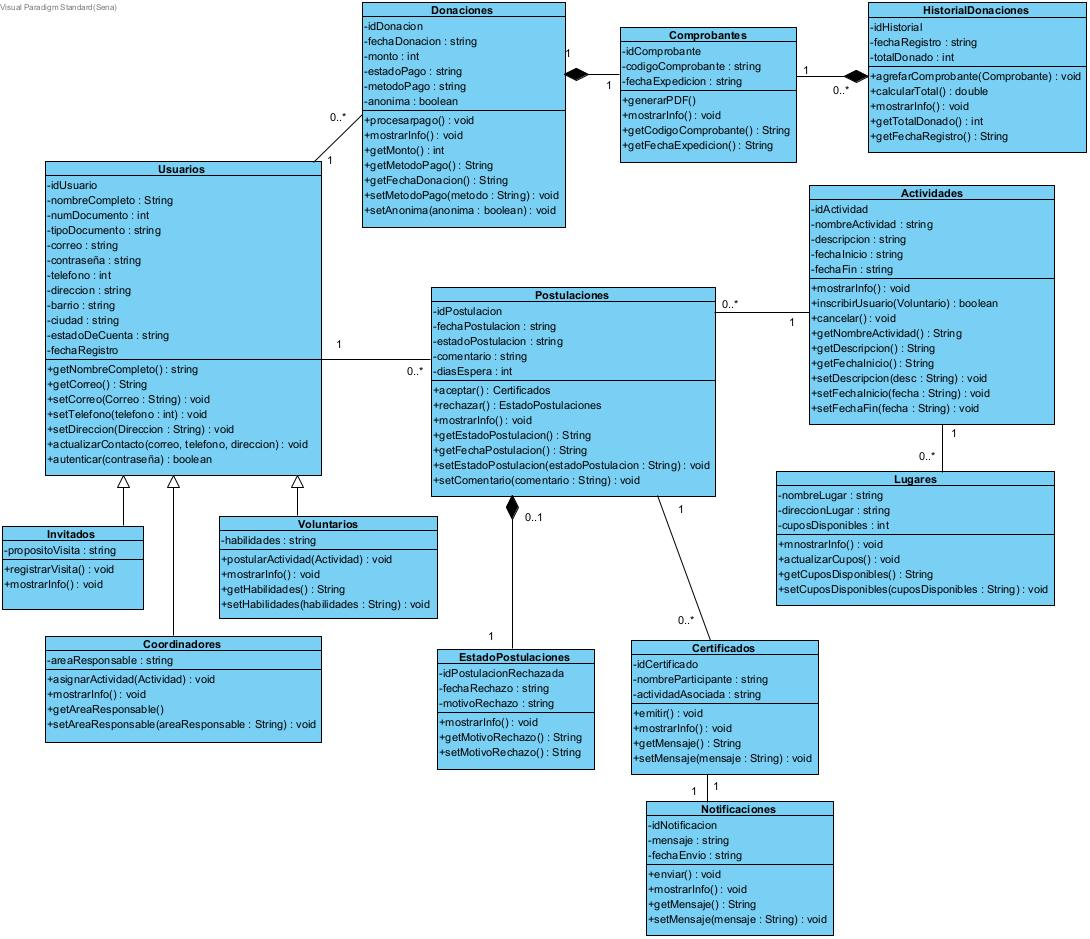 Visual Paradigm Standard(Sena)
Donaciones
-idDonacion
-fechaDonacion : string
-monto : int
-estadoPago : string
-metodoPago : string
-anonima : boolean
+procesarpago() : void
+mostrarInfo() : void
+getMonto() : int
+getMetodoPago() : String
+getFechaDonacion() : String
+setMetodoPago(metodo : String) : void
+setAnonima(anonima : boolean) : void
1
1
Comprobantes
-idComprobante
-codigoComprobante : string
-fechaExpedicion : string
+generarPDF()
+mostrarInfo() : void
+getCodigoComprobante() : String
+getFechaExpedicion() : String
1
0..*
HistorialDonaciones
-idHistorial
-fechaRegistro : string
-totalDonado : int
+agrefarComprobante(Comprobante) : void
+calcularTotal() : double
+mostrarInfo() : void
+getTotalDonado() : int
+getFechaRegistro() : String
0..*
1
Usuarios
-idUsuario
-nombreCompleto : String
-numDocumento : int
-tipoDocumento : string
-correo : string
-contraseña : string
-telefono : int
-direccion : string
-barrio : string
-ciudad : string
-estadoDeCuenta : string
-fechaRegistro
+getNombreCompleto() : string
+getCorreo() : String
+setCorreo(Correo : String) : void
+setTelefono(telefono : int) : void
+setDireccion(Direccion : String) : void
+actualizarContacto(correo, telefono, direccion) : void
+autenticar(contraseña) : boolean
1
0..*
Postulaciones
-idPostulacion
-fechaPostulacion : string
-estadoPostulacion : string
-comentario : string
-diasEspera : int
+aceptar() : Certificados
+rechazar() : EstadoPostulaciones
+mostrarInfo() : void
+getEstadoPostulacion() : String
+getFechaPostulacion() : String
+setEstadoPostulacion(estadoPostulacion : String) : void
+setComentario(comentario : String) : void
0..*
1
Actividades
-idActividad
-nombreActividad : string
-descripcion : string
-fechaInicio : string
-fechaFin : string
+mostrarInfo() : void
+inscribirUsuario(Voluntario) : boolean
+cancelar() : void
+getNombreActividad() : String
+getDescripcion() : String
+getFechaInicio() : String
+setDescripcion(desc : String) : void
+setFechaInicio(fecha : String) : void
+setFechaFin(fecha : String) : void
1
0..*
Lugares
-nombreLugar : string
-direccionLugar : string
-cuposDisponibles : int
+mnostrarInfo() : void
+actualizarCupos() : void
+getCuposDisponibles() : String
+setCuposDisponibles(cuposDisponibles : String) : void
Invitados
-propositoVisita : string
+registrarVisita() : void
+mostrarInfo() : void
Voluntarios
-habilidades : string
+postularActividad(Actividad) : void
+mostrarInfo() : void
+getHabilidades() : String
+setHabilidades(habilidades : String) : void
Coordinadores
-areaResponsable : string
+asignarActividad(Actividad) : void
+mostrarInfo() : void
+getAreaResponsable()
+setAreaResponsable(areaResponsable : String) : void
0..1
1
EstadoPostulaciones
-idPostulacionRechazada
-fechaRechazo : string
-motivoRechazo : string
+mostrarInfo() : void
+getMotivoRechazo() : String
+setMotivoRechazo() : String
1
0..*
Certificados
-idCertificado
-nombreParticipante : string
-actividadAsociada : string
+emitir() : void
+mostrarInfo() : void
+getMensaje() : String
+setMensaje(mensaje : String) : void
1
1
Notificaciones
-idNotificacion
-mensaje : string
-fechaEnvio : string
+enviar() : void
+mostrarInfo() : void
+getMensaje() : String
+setMensaje(mensaje : String) : void